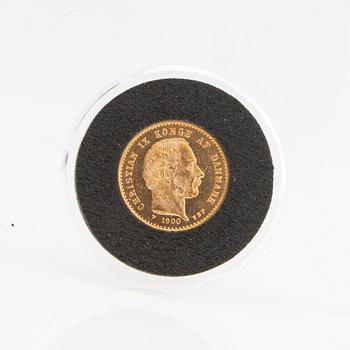 CHRISTIAN IX KONGE AF DANMARK
1900